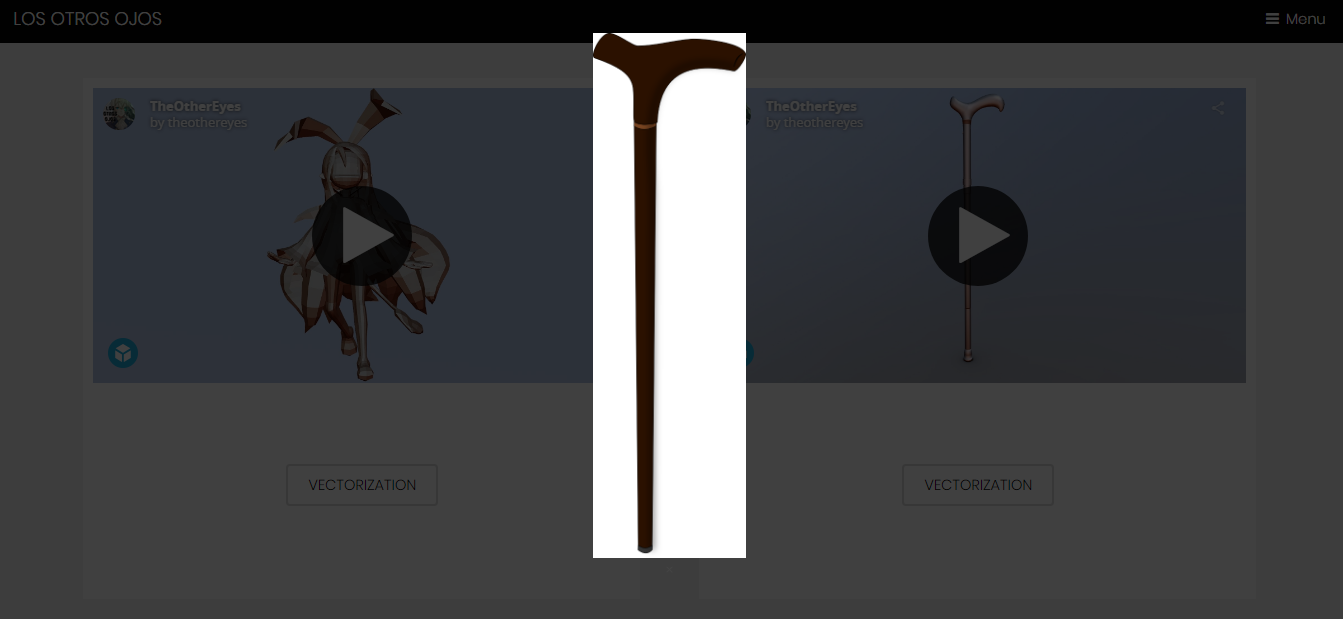 LOS OTROS OJOS
Menu
TheOtherEyes
by theothereyes
TheOtherEyes
by theothereyes
VECTORIZATION
VECTORIZATION